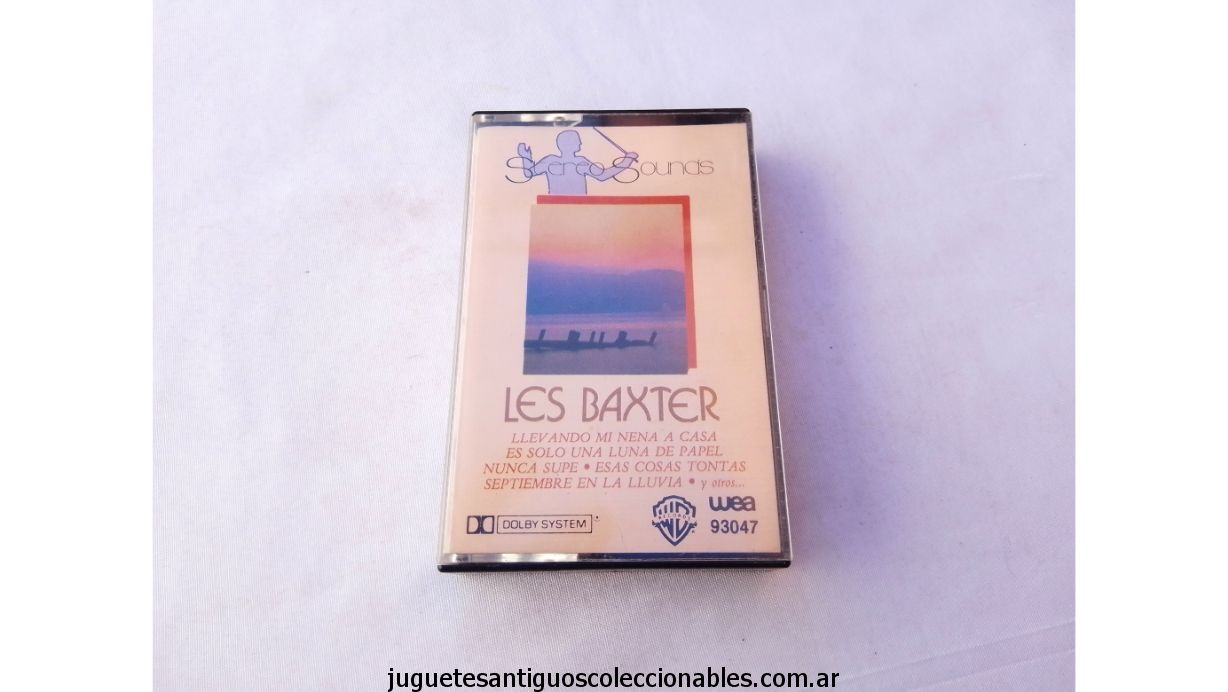 Stereo Sounds
LES BAXTER
LLEVANDO MI NENA A CASA
ES SOLO UNA LUNA DE PAPEL
NUNCA SUPE • ESAS COSAS TONTAS
SEPTIEMBRE EN LA LLUVIA • y otros...
DOLBY SYSTEM
RECORDS
wea
93047
juguetesantiguoscoleccionables.com.ar